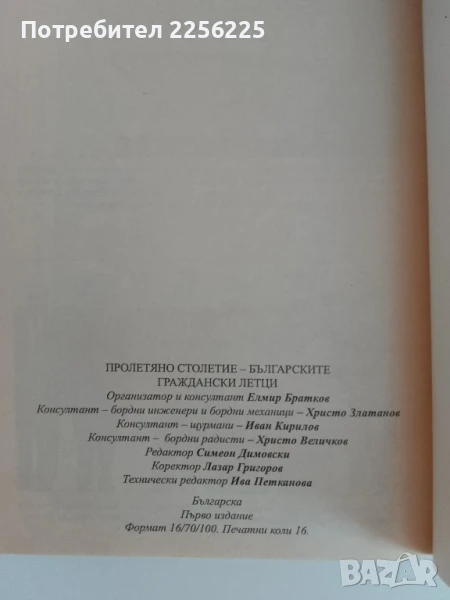 Потребител 2256225
ПРОЛЕТЯНО СТОЛЕТИЕ – БЪЛГАРСКИТЕ
ГРАЖДАНСКИ ЛЕТЦИ
Организатор и консултант Елмир Братков
Консултант – бордни инженери и бордни механици – Христо Златанов
Консултант – щурмани – Иван Кирилов
Консултант – бордни радисти – Христо Величков
Редактор Симеон Димовски
Коректор Лазар Григоров
Технически редактор Ива Петканова
Българска
Първо издание
Формат 16/70/100. Печатни коли 16.
BAZAR